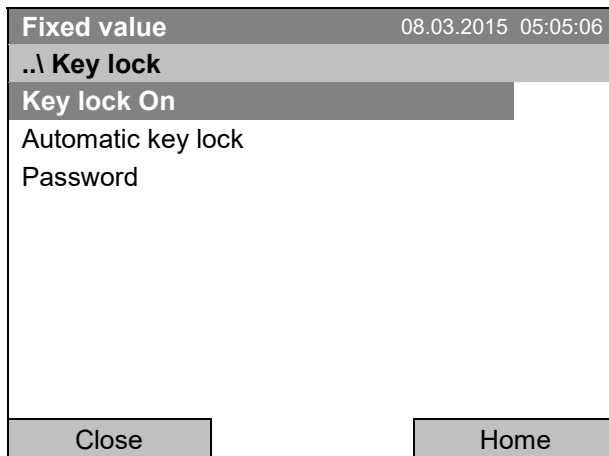 Fixed value 08.03.2015 05:05:06
..\ Key lock
Key lock On
Automatic key lock
Password
Close Home